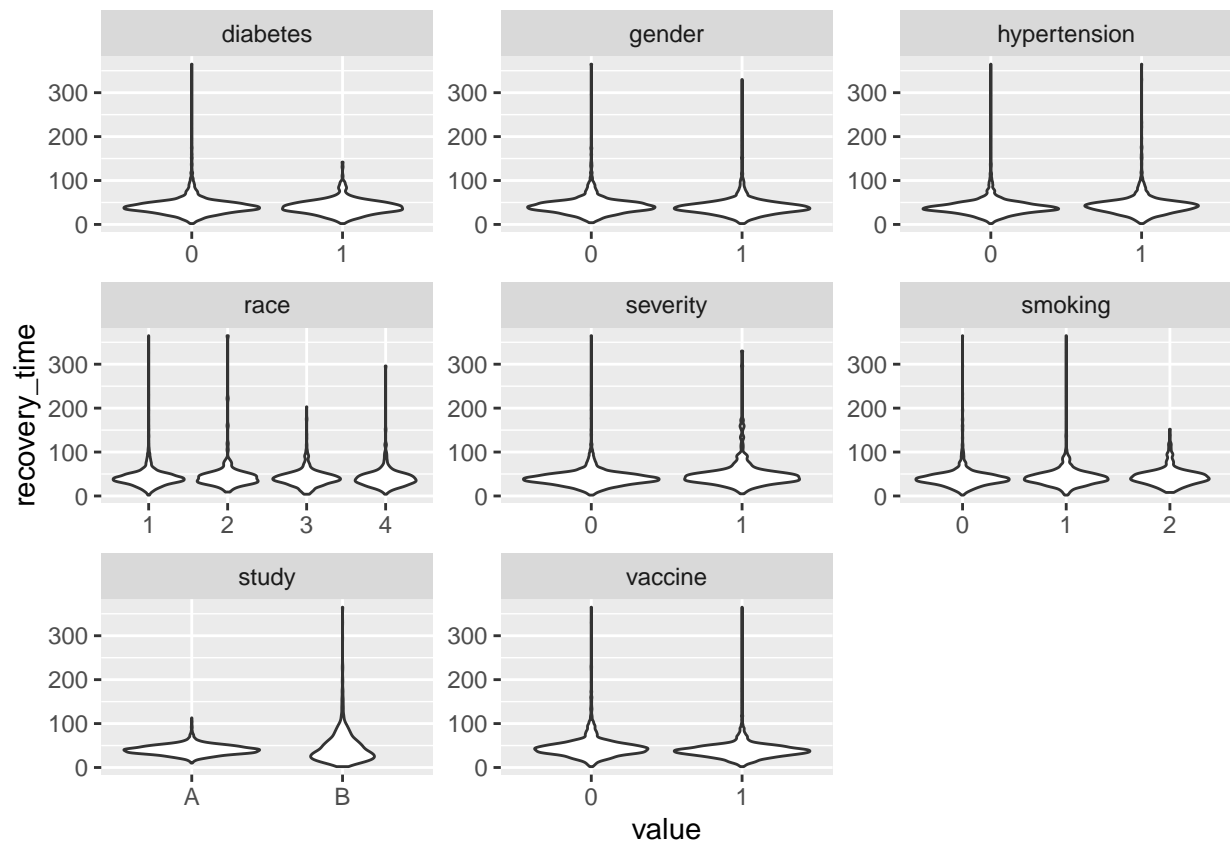 diabetes
gender
hypertension
300
200
100
0
0 1
0 1
0 1
race
severity
smoking
300
200
100
0
1 2 3 4
0 1
0 1 2
study
vaccine
300
200
100
0
A B
0 1
recovery_time
value